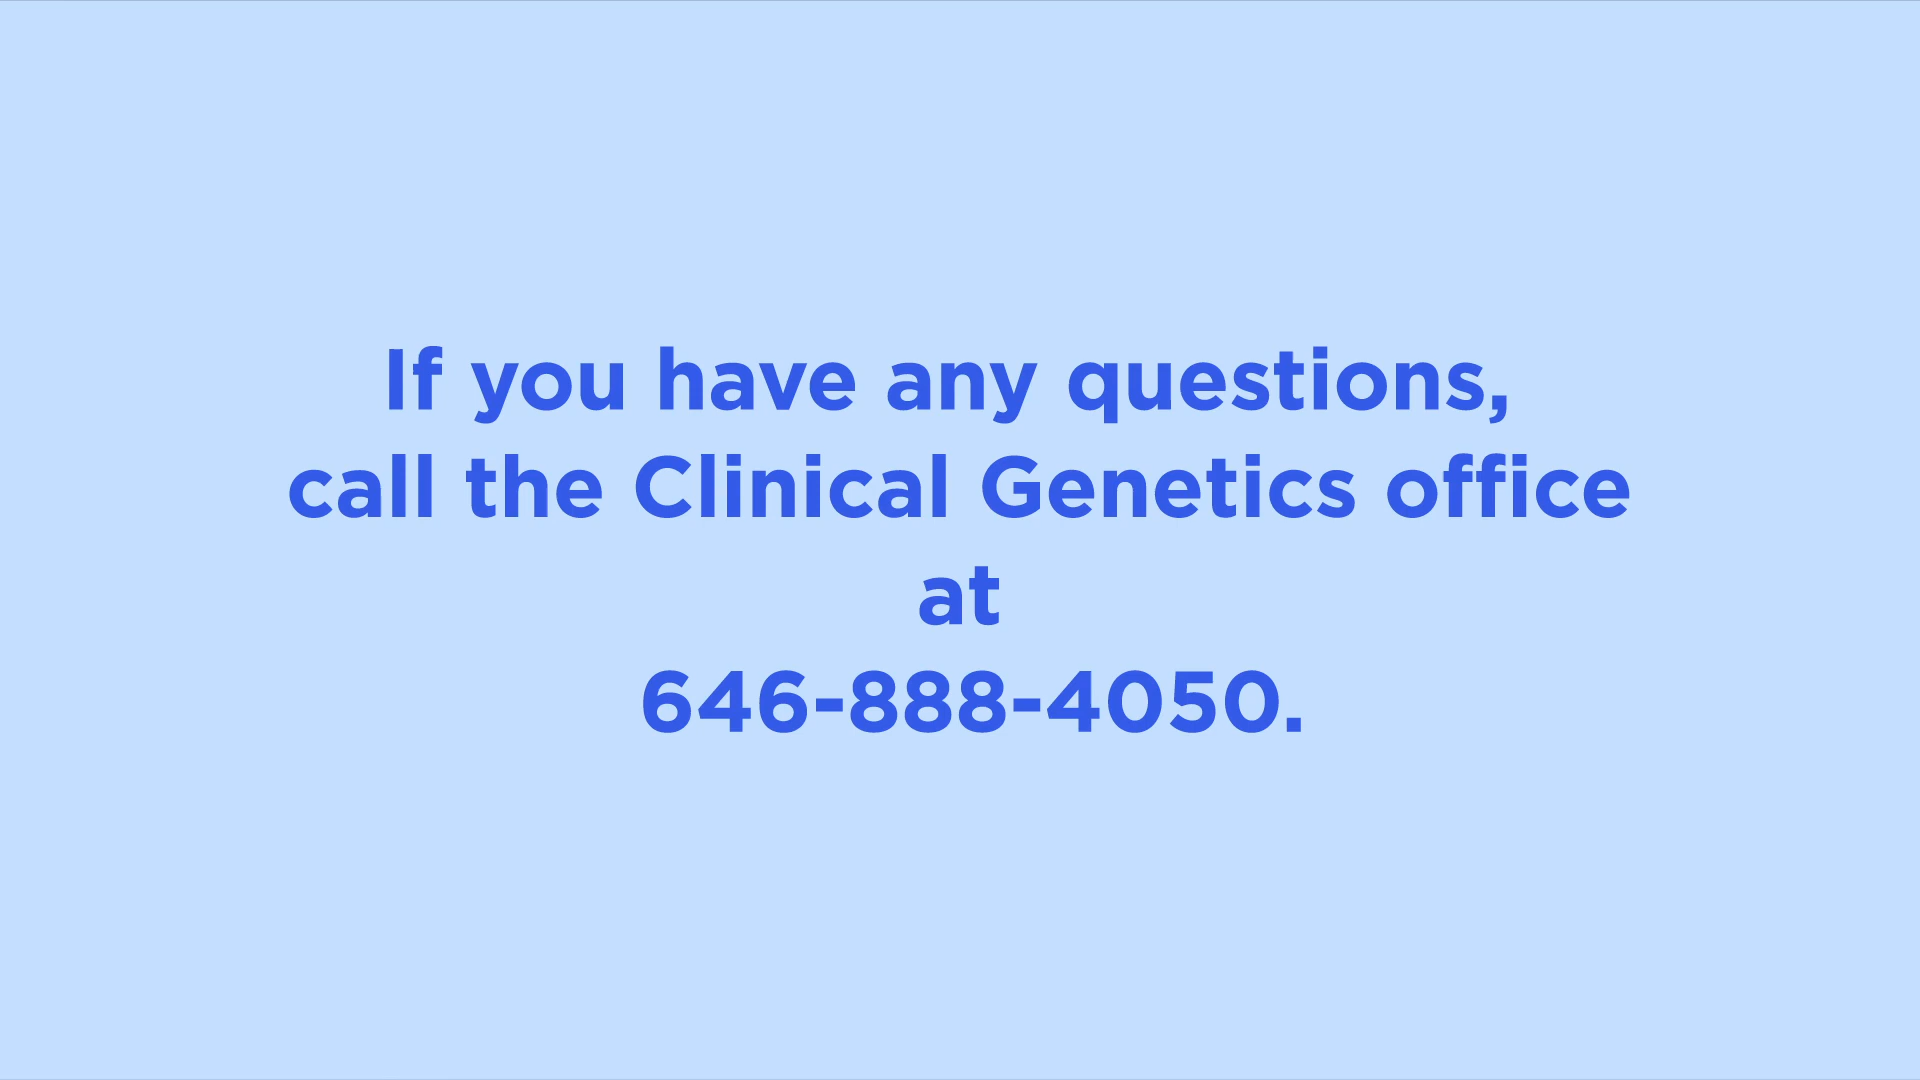 If you have any questions,
call the Clinical Genetics office
at
646-888-4050.